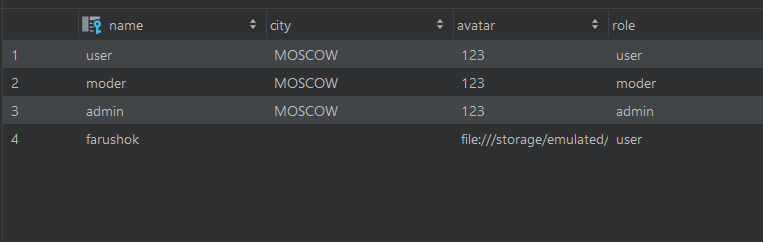 name city avatar role
1 user MOSCOW 123 user
2 moder MOSCOW 123 moder
3 admin MOSCOW 123 admin
4 farushok file:///storage/emulated/ user